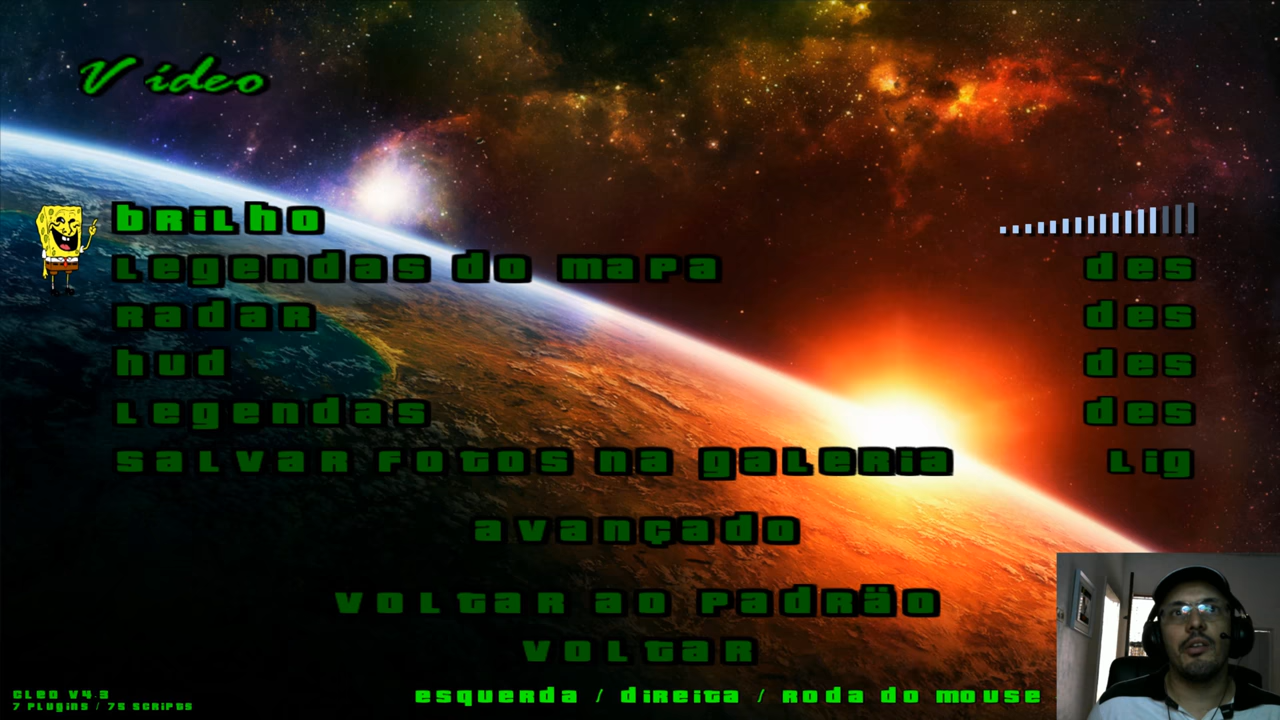 Vídeo
BRILHO
LEGENDAS DO MAPA des
RADAR des
HUD des
LEGENDAS des
SALVAR FOTOS NA GALERIA Lig
avançado
VOLTAR AO PADRÃO
VOLTAR
CLEO V4.3
7 PLUGINS / 75 SCRIPTS
ESQUERDA / DIREITA / RODA DO MOUSE